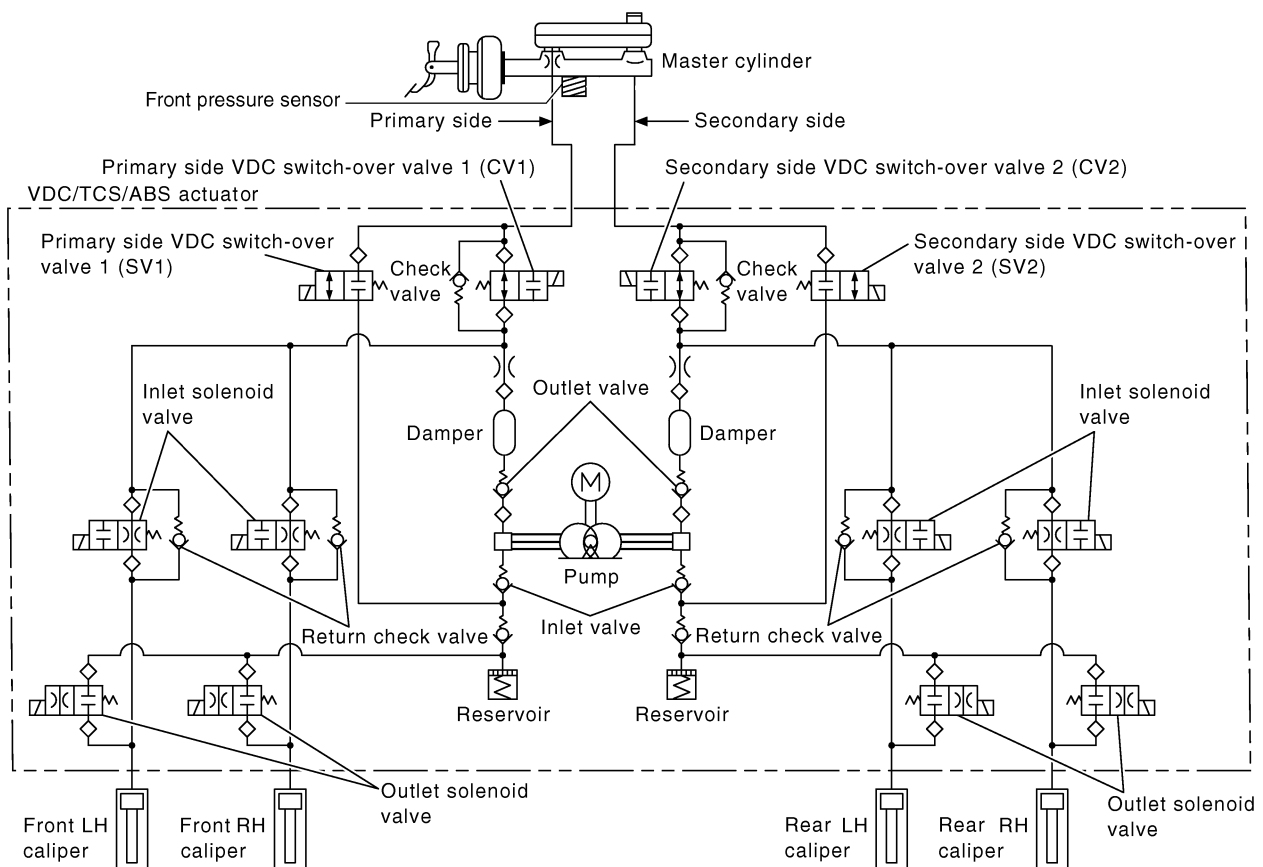 Master cylinder
Front pressure sensor
Primary side
Secondary side
Primary side VDC switch-over valve 1 (CV1)
Secondary side VDC switch-over valve 2 (CV2)
VDC/TCS/ABS actuator
Primary side VDC switch-over
valve 1 (SV1)
Check
valve
Check
valve
Secondary side VDC switch-over
valve 2 (SV2)
Inlet solenoid
valve
Outlet valve
Inlet solenoid
valve
Damper
Damper
M
Pump
Return check valve
Inlet valve
Return check valve
Reservoir
Reservoir
Outlet solenoid
valve
Outlet solenoid
valve
Front LH
caliper
Front RH
caliper
Rear LH
caliper
Rear RH
caliper